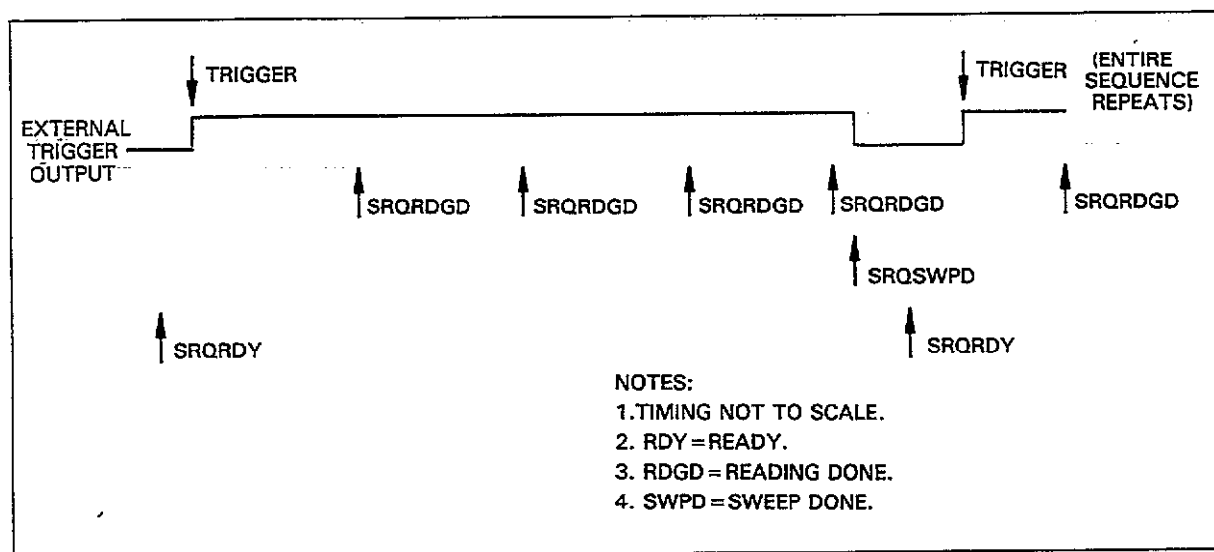 TRIGGER
TRIGGER
(ENTIRE
SEQUENCE
REPEATS)
EXTERNAL
TRIGGER
OUTPUT
SRQRDGD
SRQRDGD
SRQRDGD
SRQRDGD
SRQRDGD
SRQSWPD
SRQRDY
SRQRDY
NOTES:
1.TIMING NOT TO SCALE.
2. RDY=READY.
3. RDGD=READING DONE.
4. SWPD=SWEEP DONE.